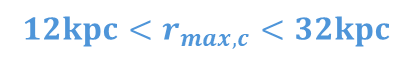 12kpc < r_{max,c} < 32kpc